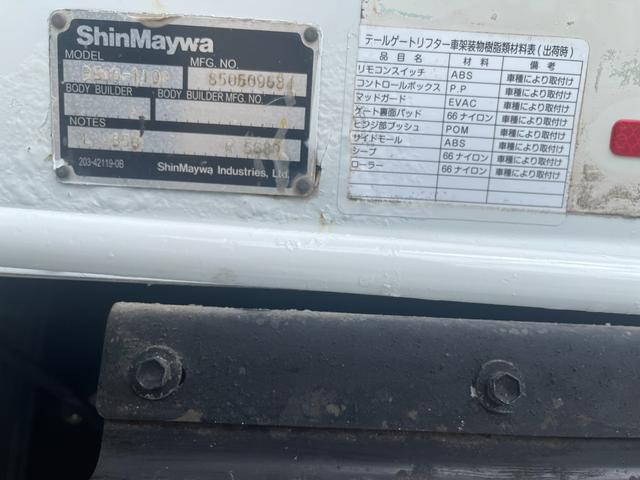 ShinMaywa
MODEL MFG. NO.
850509684
BODY BUILDER BODY BUILDER MFG. NO.
NOTES
203-42119-0B ShinMaywa Industries, Ltd.
テールゲートリフター車架装物樹脂類材料表(出荷時)
品名 材料 備考
リモコンスイッチ ABS 車種により取付け
コントロールボックス P.P 車種により取付け
マッドガード EVAC 車種により取付け
ゲート裏面パッド 66ナイロン 車種により取付け
ヒンジ部ブッシュ POM 車種により取付け
サイドモール ABS 車種により取付け
シーブ 66ナイロン 車種により取付け
ローラー 66ナイロン 車種により取付け